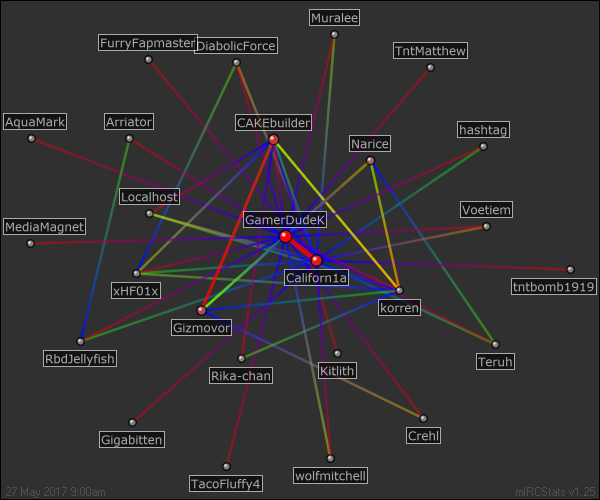 Muralee
FurryFapmaster
DiabolicForce
TntMatthew
AquaMark
Arriator
CAKEbuilder
hashtag
Narice
Localhost
Voetiem
GamerDudeK
MediaMagnet
Californ1a
tntbomb1919
xHF01x
korren
Gizmovor
RbdJellyfish
Teruh
Kitlith
Rika-chan
Crehl
Gigabitten
wolfmitchell
TacoFluffy4
27 May 2017 9:00am
mIRCStats v1.25